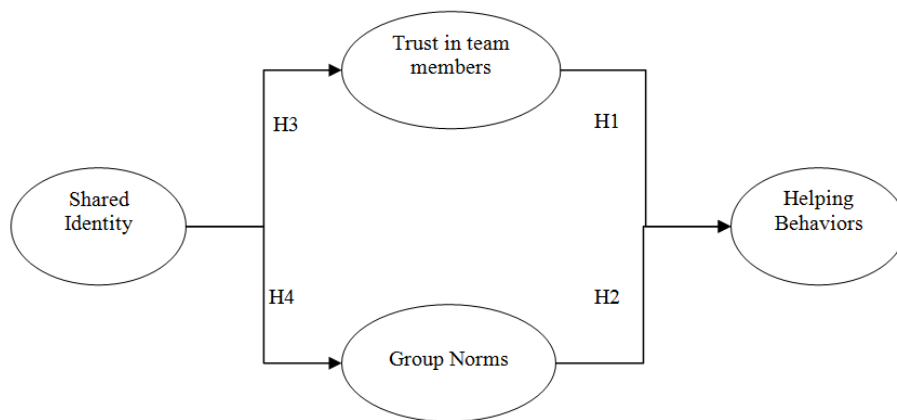 Trust in team
members
H3
H1
Shared
Identity
Helping
Behaviors
H4
H2
Group Norms